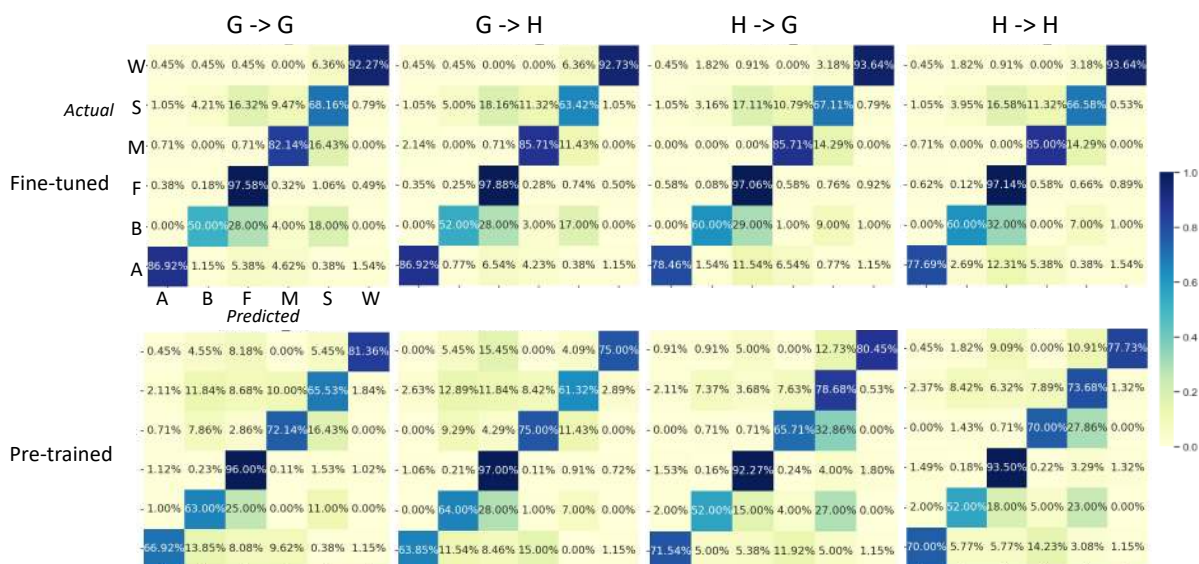 G -> G G -> H H -> G H -> H
W 0.45% 0.45% 0.45% 0.00% 6.36% 92.27% 0.45% 0.45% 0.00% 0.00% 6.36% 92.73% 0.45% 1.82% 0.91% 0.00% 3.18% 93.64% 0.45% 1.82% 0.91% 0.00% 3.18% 93.64%
Actual S 1.05% 4.21% 16.32% 9.47% 68.16% 0.79% 1.05% 5.00% 18.16% 11.32% 63.42% 1.05% 1.05% 3.16% 17.11% 10.79% 67.11% 0.79% 1.05% 3.95% 16.58% 11.32% 66.58% 0.53%
M 0.71% 0.00% 0.71% 82.14% 16.43% 0.00% 2.14% 0.00% 0.71% 85.71% 11.43% 0.00% 0.00% 0.00% 0.00% 85.71% 14.29% 0.00% 0.71% 0.00% 0.00% 85.00% 14.29% 0.00%
Fine-tuned F 0.38% 0.18% 97.58% 0.32% 1.06% 0.49% 0.35% 0.25% 97.88% 0.28% 0.74% 0.50% 0.58% 0.08% 97.06% 0.58% 0.76% 0.92% 0.62% 0.12% 97.14% 0.58% 0.66% 0.89%
1.0
B 0.00% 50.00% 28.00% 4.00% 18.00% 0.00% 0.00% 52.00% 28.00% 3.00% 17.00% 0.00% 0.00% 60.00% 29.00% 1.00% 9.00% 1.00% 0.00% 60.00% 32.00% 0.00% 7.00% 1.00%
0.8
A 86.92% 1.15% 5.38% 4.62% 0.38% 1.54% 86.92% 0.77% 6.54% 4.23% 0.38% 1.15% 78.46% 1.54% 11.54% 6.54% 0.77% 1.15% 77.69% 2.69% 12.31% 5.38% 0.38% 1.54%
0.6
A B F M S W
Predicted
0.4
0.45% 4.55% 8.18% 0.00% 5.45% 81.36% 0.00% 5.45% 15.45% 0.00% 4.09% 75.00% 0.91% 0.91% 5.00% 0.00% 12.73% 80.45% 0.45% 1.82% 9.09% 0.00% 10.91% 77.73%
2.11% 11.84% 8.68% 10.00% 65.53% 1.84% 2.63% 12.89% 11.84% 8.42% 61.32% 2.89% 2.11% 7.37% 3.68% 7.63% 78.68% 0.53% 2.37% 8.42% 6.32% 7.89% 73.68% 1.32%
0.2
0.71% 7.86% 2.86% 72.14% 16.43% 0.00% 0.00% 9.29% 4.29% 75.00% 11.43% 0.00% 0.00% 0.71% 0.71% 65.71% 32.86% 0.00% 0.00% 1.43% 0.71% 70.00% 27.86% 0.00%
0.0
Pre-trained 1.12% 0.23% 96.00% 0.11% 1.53% 1.02% 1.06% 0.21% 97.00% 0.11% 0.91% 0.72% 1.53% 0.16% 92.27% 0.24% 4.00% 1.80% 1.49% 0.18% 93.50% 0.22% 3.29% 1.32%
1.00% 63.00% 25.00% 0.00% 11.00% 0.00% 0.00% 64.00% 28.00% 1.00% 7.00% 0.00% 2.00% 52.00% 15.00% 4.00% 27.00% 0.00% 2.00% 52.00% 18.00% 5.00% 23.00% 0.00%
66.92% 13.85% 8.08% 9.62% 0.38% 1.15% 63.85% 11.54% 8.46% 15.00% 0.00% 1.15% 71.54% 5.00% 5.38% 11.92% 5.00% 1.15% 70.00% 5.77% 5.77% 14.23% 3.08% 1.15%